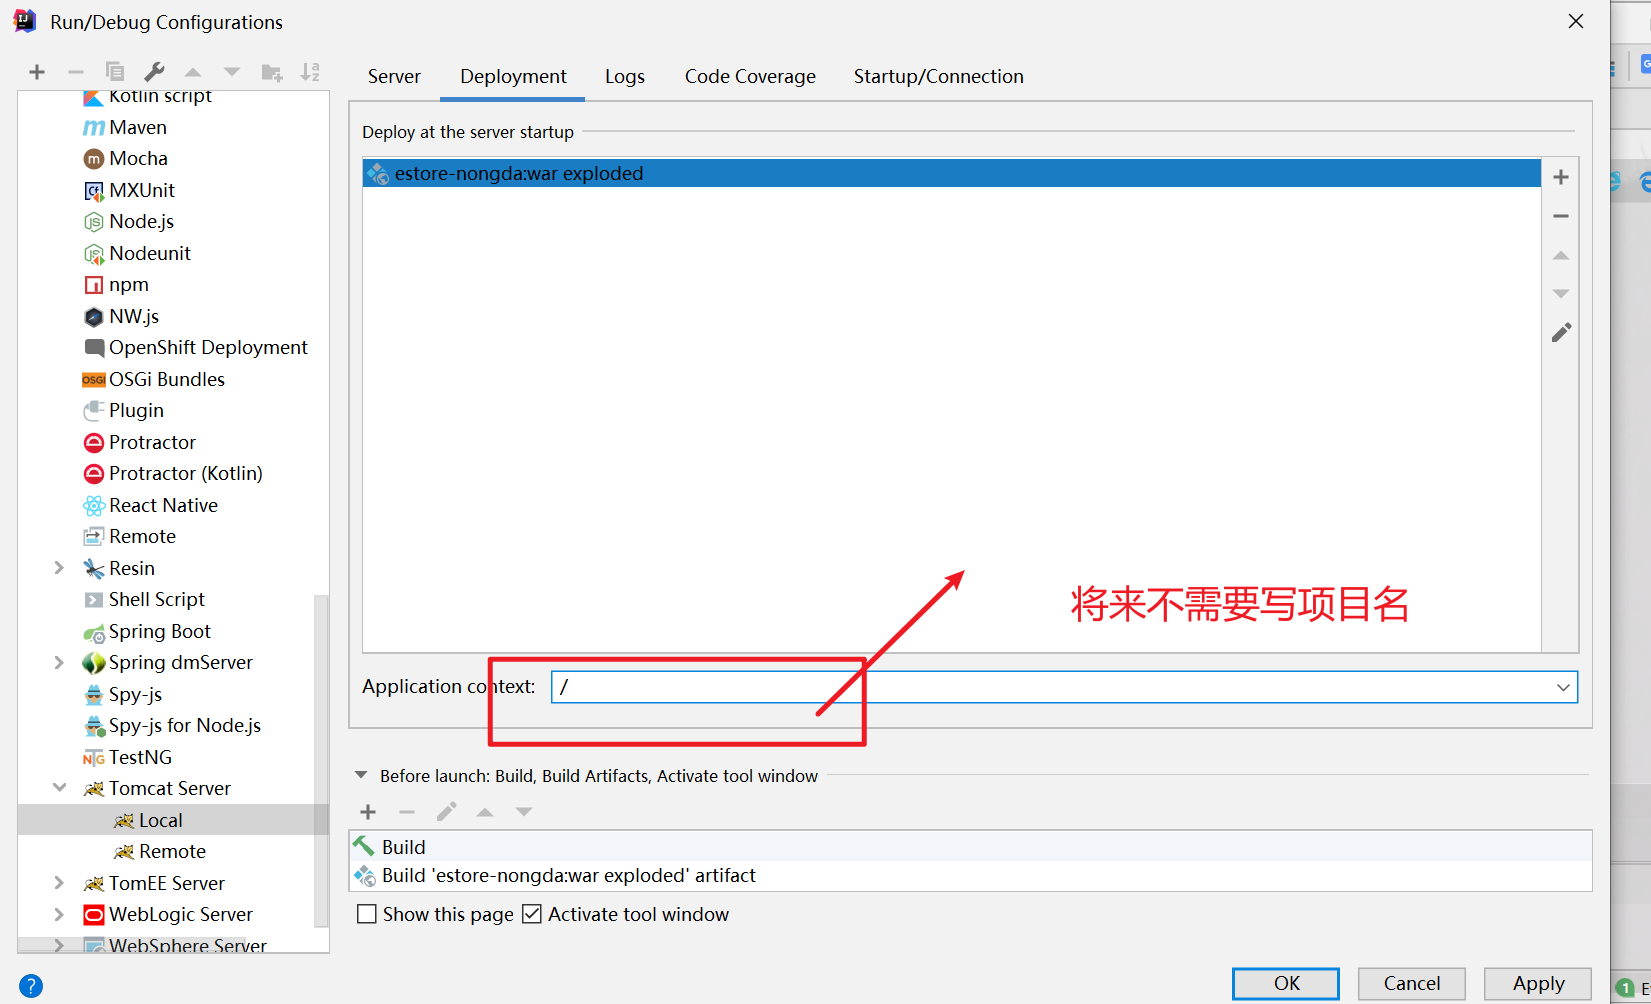 Run/Debug Configurations
Server
Deployment
Logs
Code Coverage
Startup/Connection
Kotlin script
Maven
Mocha
MXUnit
Node.js
Nodeunit
npm
NW.js
OpenShift Deployment
OSGi Bundles
Plugin
Protractor
Protractor (Kotlin)
React Native
Remote
Resin
Shell Script
Spring Boot
Spring dmServer
Spy-js
Spy-js for Node.js
TestNG
Tomcat Server
Local
Remote
TomEE Server
WebLogic Server
WebSphere Server
Deploy at the server startup
estore-nongda:war exploded
将来不需要写项目名
Application context: /
Before launch: Build, Build Artifacts, Activate tool window
Build
Build 'estore-nongda:war exploded' artifact
Show this page
Activate tool window
?
OK
Cancel
Apply
1 E